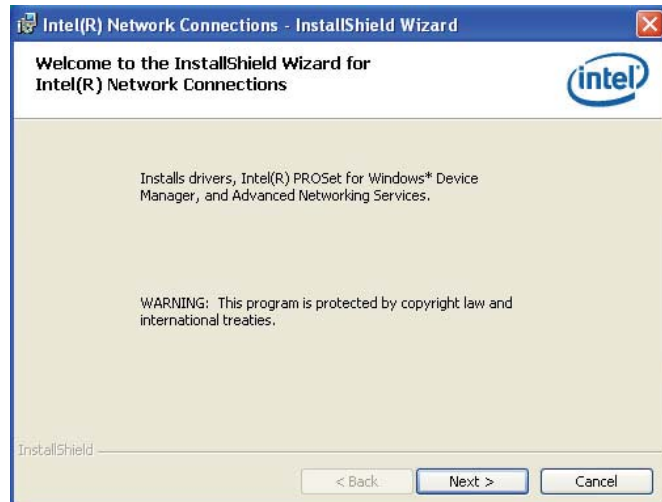 Intel(R) Network Connections - InstallShield Wizard
Welcome to the InstallShield Wizard for
Intel(R) Network Connections
intel
Installs drivers, Intel(R) PROSet for Windows* Device
Manager, and Advanced Networking Services.
WARNING: This program is protected by copyright law and
international treaties.
InstallShield
< Back
Next >
Cancel